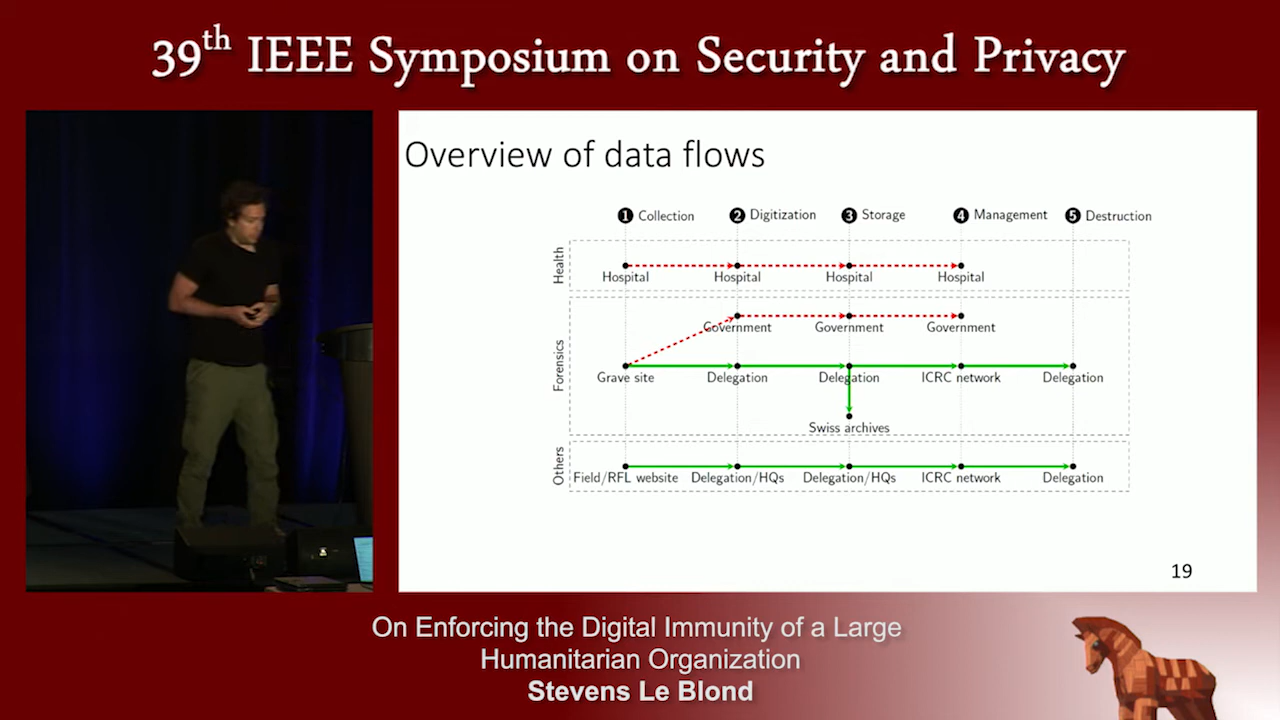 39th IEEE Symposium on Security and Privacy
Overview of data flows
1 Collection 2 Digitization 3 Storage 4 Management 5 Destruction
Health
Hospital Hospital Hospital Hospital
Forensics
Government Government Government
Grave site Delegation Delegation ICRC network Delegation
Swiss archives
Others
Field/RFL website Delegation/HQs Delegation/HQs ICRC network Delegation
19
On Enforcing the Digital Immunity of a Large
Humanitarian Organization
Stevens Le Blond